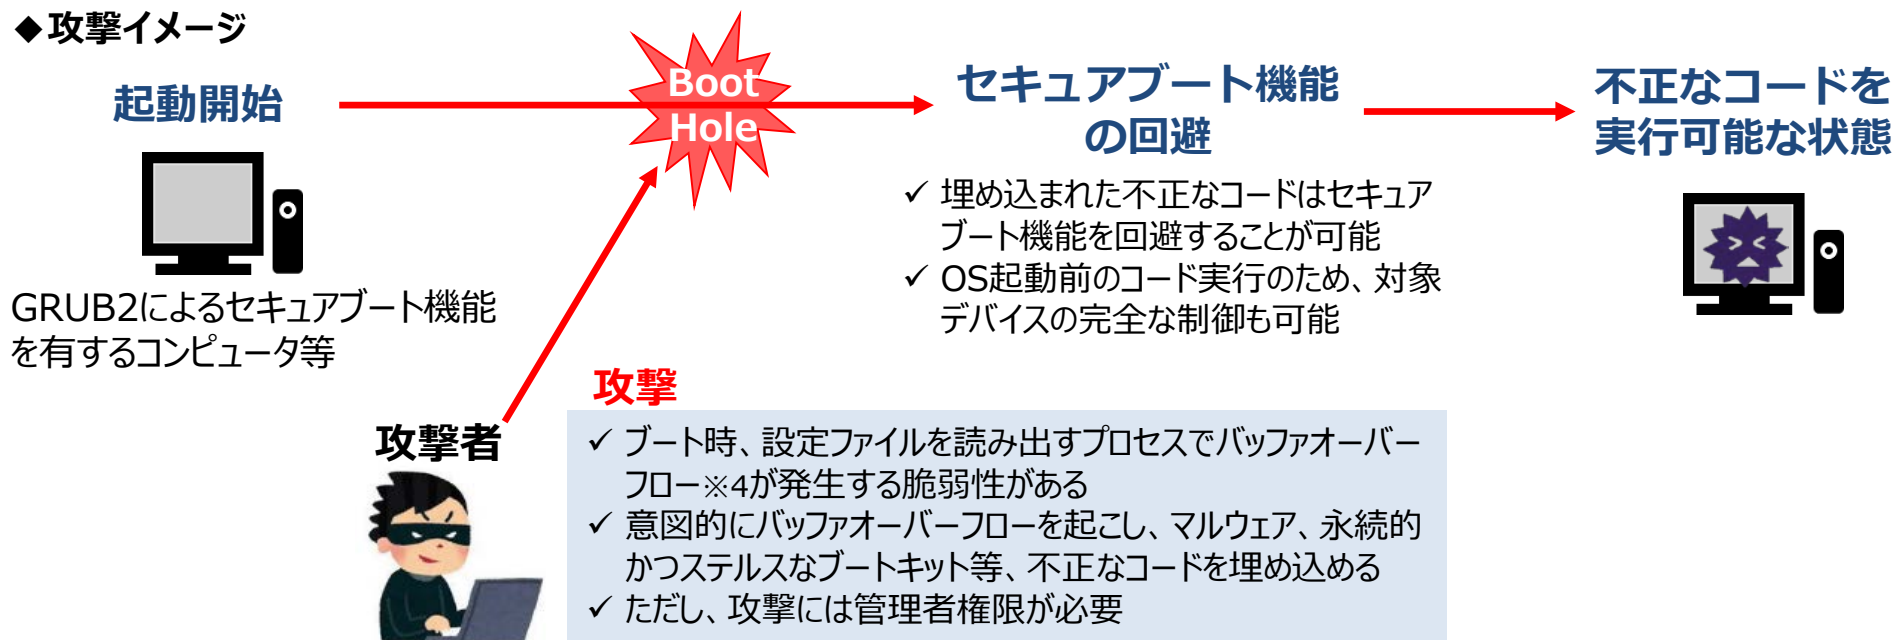 ◆攻撃イメージ
起動開始
Boot
Hole
セキュアブート機能
の回避
不正なコードを
実行可能な状態
GRUB2によるセキュアブート機能
を有するコンピュータ等
✓ 埋め込まれた不正なコードはセキュア
ブート機能を回避することが可能
✓ OS起動前のコード実行のため、対象
デバイスの完全な制御も可能
攻撃者
攻撃
✓ ブート時、設定ファイルを読み出すプロセスでバッファオーバー
フロー※4が発生する脆弱性がある
✓ 意図的にバッファオーバーフローを起こし、マルウェア、永続的
かつステルスなブートキット等、不正なコードを埋め込める
✓ ただし、攻撃には管理者権限が必要